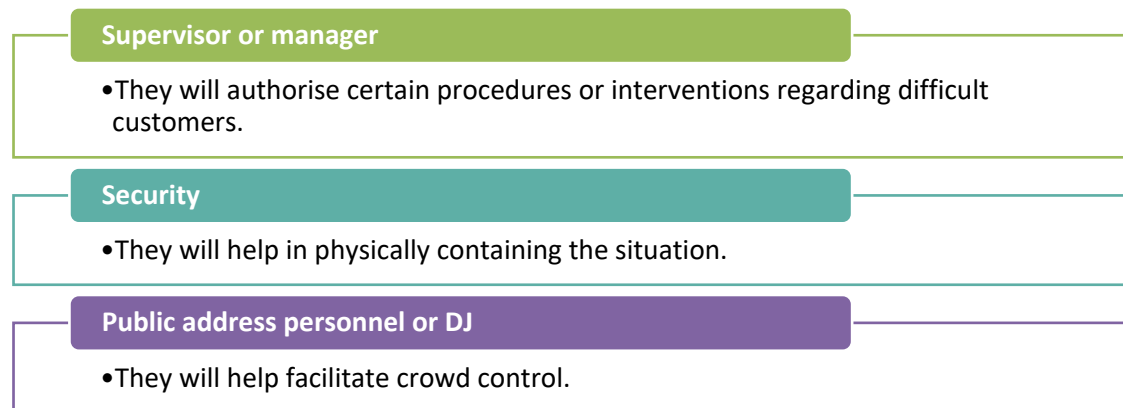 Supervisor or manager
•They will authorise certain procedures or interventions regarding difficult
customers.
Security
•They will help in physically containing the situation.
Public address personnel or DJ
•They will help facilitate crowd control.